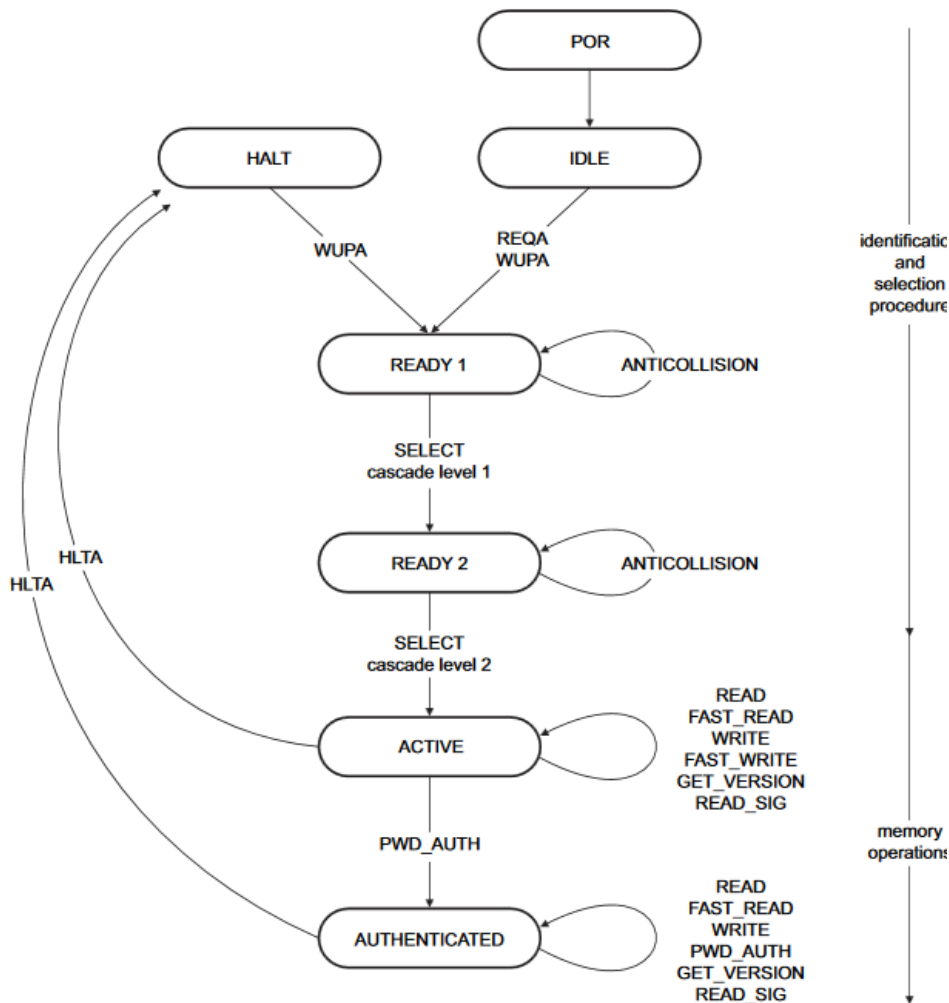 POR
HALT
IDLE
WUPA
REQA
WUPA
identification
and
selection
procedure
READY 1
ANTICOLLISION
SELECT
cascade level 1
READY 2
ANTICOLLISION
HLTA
HLTA
SELECT
cascade level 2
READ
FAST_READ
WRITE
FAST_WRITE
GET_VERSION
READ_SIG
ACTIVE
PWD_AUTH
memory
operations
READ
FAST_READ
WRITE
PWD_AUTH
GET_VERSION
READ_SIG
AUTHENTICATED